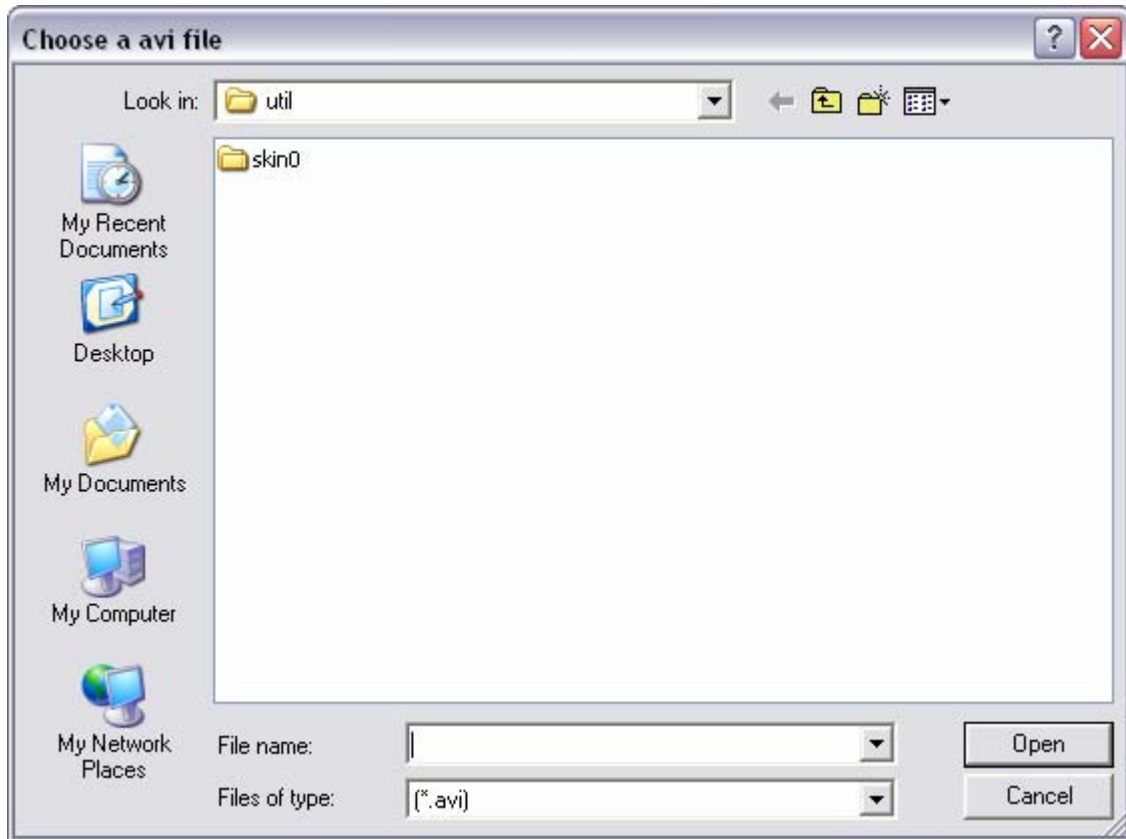 Choose a avi file
Look in:
util
skin0
My Recent
Documents
Desktop
My Documents
My Computer
My Network
Places
File name:
Open
Files of type:
(*.avi)
Cancel